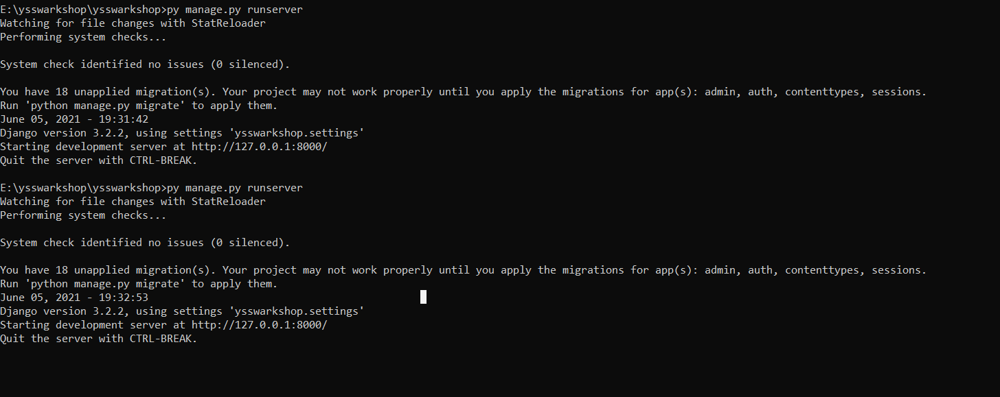 E:\ysswarkshop\ysswarkshop>py manage.py runserver
Watching for file changes with StatReloader
Performing system checks...
System check identified no issues (0 silenced).
You have 18 unapplied migration(s). Your project may not work properly until you apply the migrations for app(s): admin, auth, contenttypes, sessions.
Run 'python manage.py migrate' to apply them.
June 05, 2021 - 19:31:42
Django version 3.2.2, using settings 'ysswarkshop.settings'
Starting development server at http://127.0.0.1:8000/
Quit the server with CTRL-BREAK.
E:\ysswarkshop\ysswarkshop>py manage.py runserver
Watching for file changes with StatReloader
Performing system checks...
System check identified no issues (0 silenced).
You have 18 unapplied migration(s). Your project may not work properly until you apply the migrations for app(s): admin, auth, contenttypes, sessions.
Run 'python manage.py migrate' to apply them.
June 05, 2021 - 19:32:53
Django version 3.2.2, using settings 'ysswarkshop.settings'
Starting development server at http://127.0.0.1:8000/
Quit the server with CTRL-BREAK.